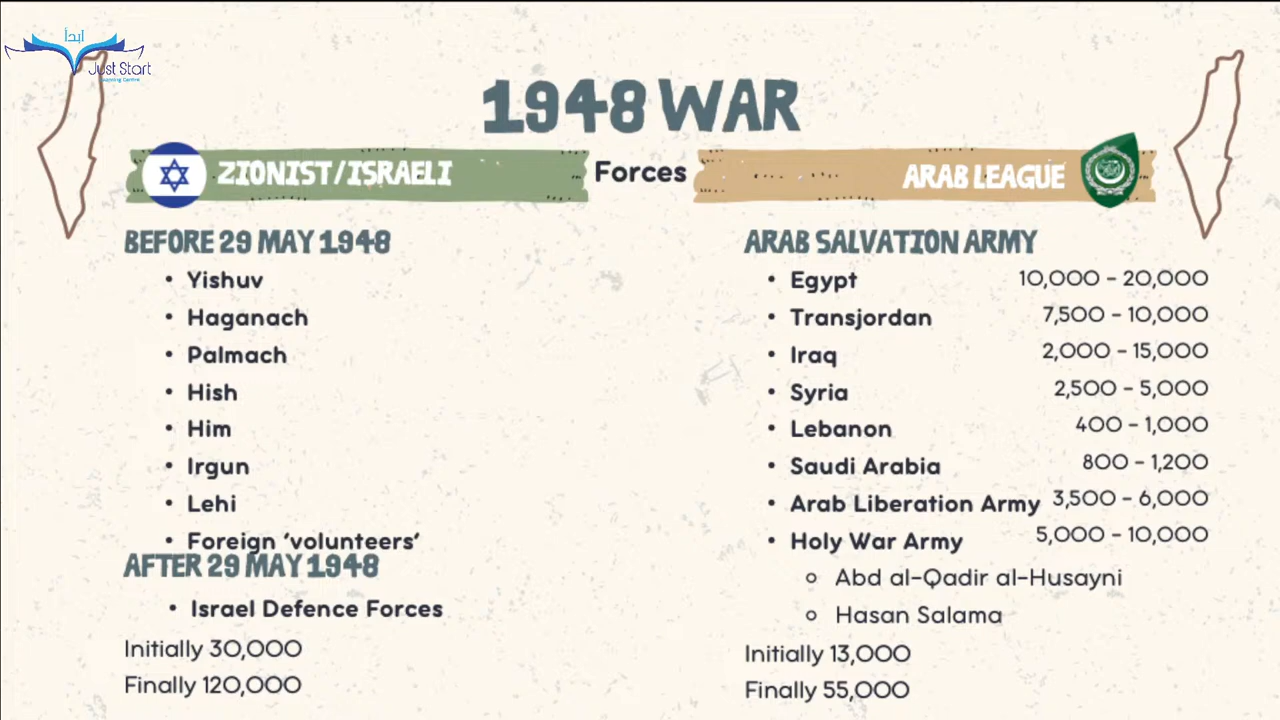 ابدأ
Just Start
Learning Centre
1948 WAR
ZIONIST/ISRAELI
Forces
ARAB LEAGUE
BEFORE 29 MAY 1948
• Yishuv
• Haganach
• Palmach
• Hish
• Him
• Irgun
• Lehi
• Foreign ‘volunteers’
AFTER 29 MAY 1948
• Israel Defence Forces
Initially 30,000
Finally 120,000
ARAB SALVATION ARMY
• Egypt 10,000 - 20,000
• Transjordan 7,500 - 10,000
• Iraq 2,000 - 15,000
• Syria 2,500 - 5,000
• Lebanon 400 - 1,000
• Saudi Arabia 800 - 1,200
• Arab Liberation Army 3,500 - 6,000
• Holy War Army 5,000 - 10,000
○ Abd al-Qadir al-Husayni
○ Hasan Salama
Initially 13,000
Finally 55,000